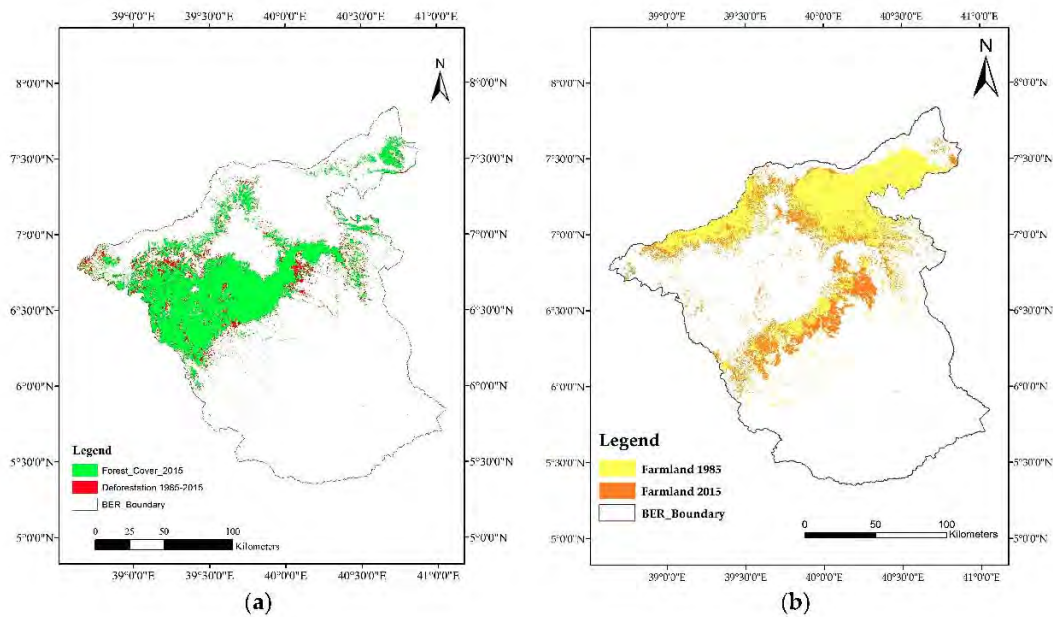 39°0'0"E 39°30'0"E 40°0'0"E 40°30'0"E 41°0'0"E
N
8°0'0"N 8°0'0"N
7°30'0"N 7°30'0"N
7°0'0"N 7°0'0"N
6°30'0"N 6°30'0"N
6°0'0"N 6°0'0"N
5°30'0"N 5°30'0"N
5°0'0"N 5°0'0"N
Legend
Forest_Cover_2015
Deforestation 1985-2015
BER_Boundary
0 25 50 100
Kilometers
39°0'0"E 39°30'0"E 40°0'0"E 40°30'0"E 41°0'0"E
(a)
39°0'0"E 39°30'0"E 40°0'0"E 40°30'0"E 41°0'0"E
N
8°0'0"N 8°0'0"N
7°30'0"N 7°30'0"N
7°0'0"N 7°0'0"N
6°30'0"N 6°30'0"N
6°0'0"N 6°0'0"N
5°30'0"N 5°30'0"N
5°0'0"N 5°0'0"N
Legend
Farmland 1985
Farmland 2015
BER_Boundary
0 50 100
Kilometers
39°0'0"E 39°30'0"E 40°0'0"E 40°30'0"E 41°0'0"E
(b)